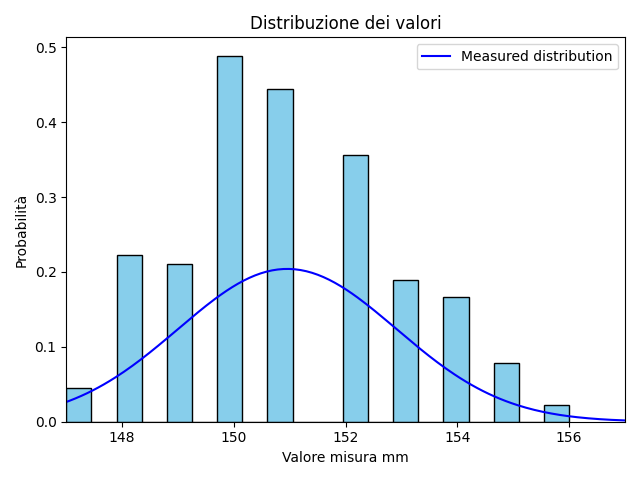 Distribuzione dei valori
Measured distribution
0.5
0.4
0.3
0.2
0.1
0.0
Probabilità
148 150 152 154 156
Valore misura mm